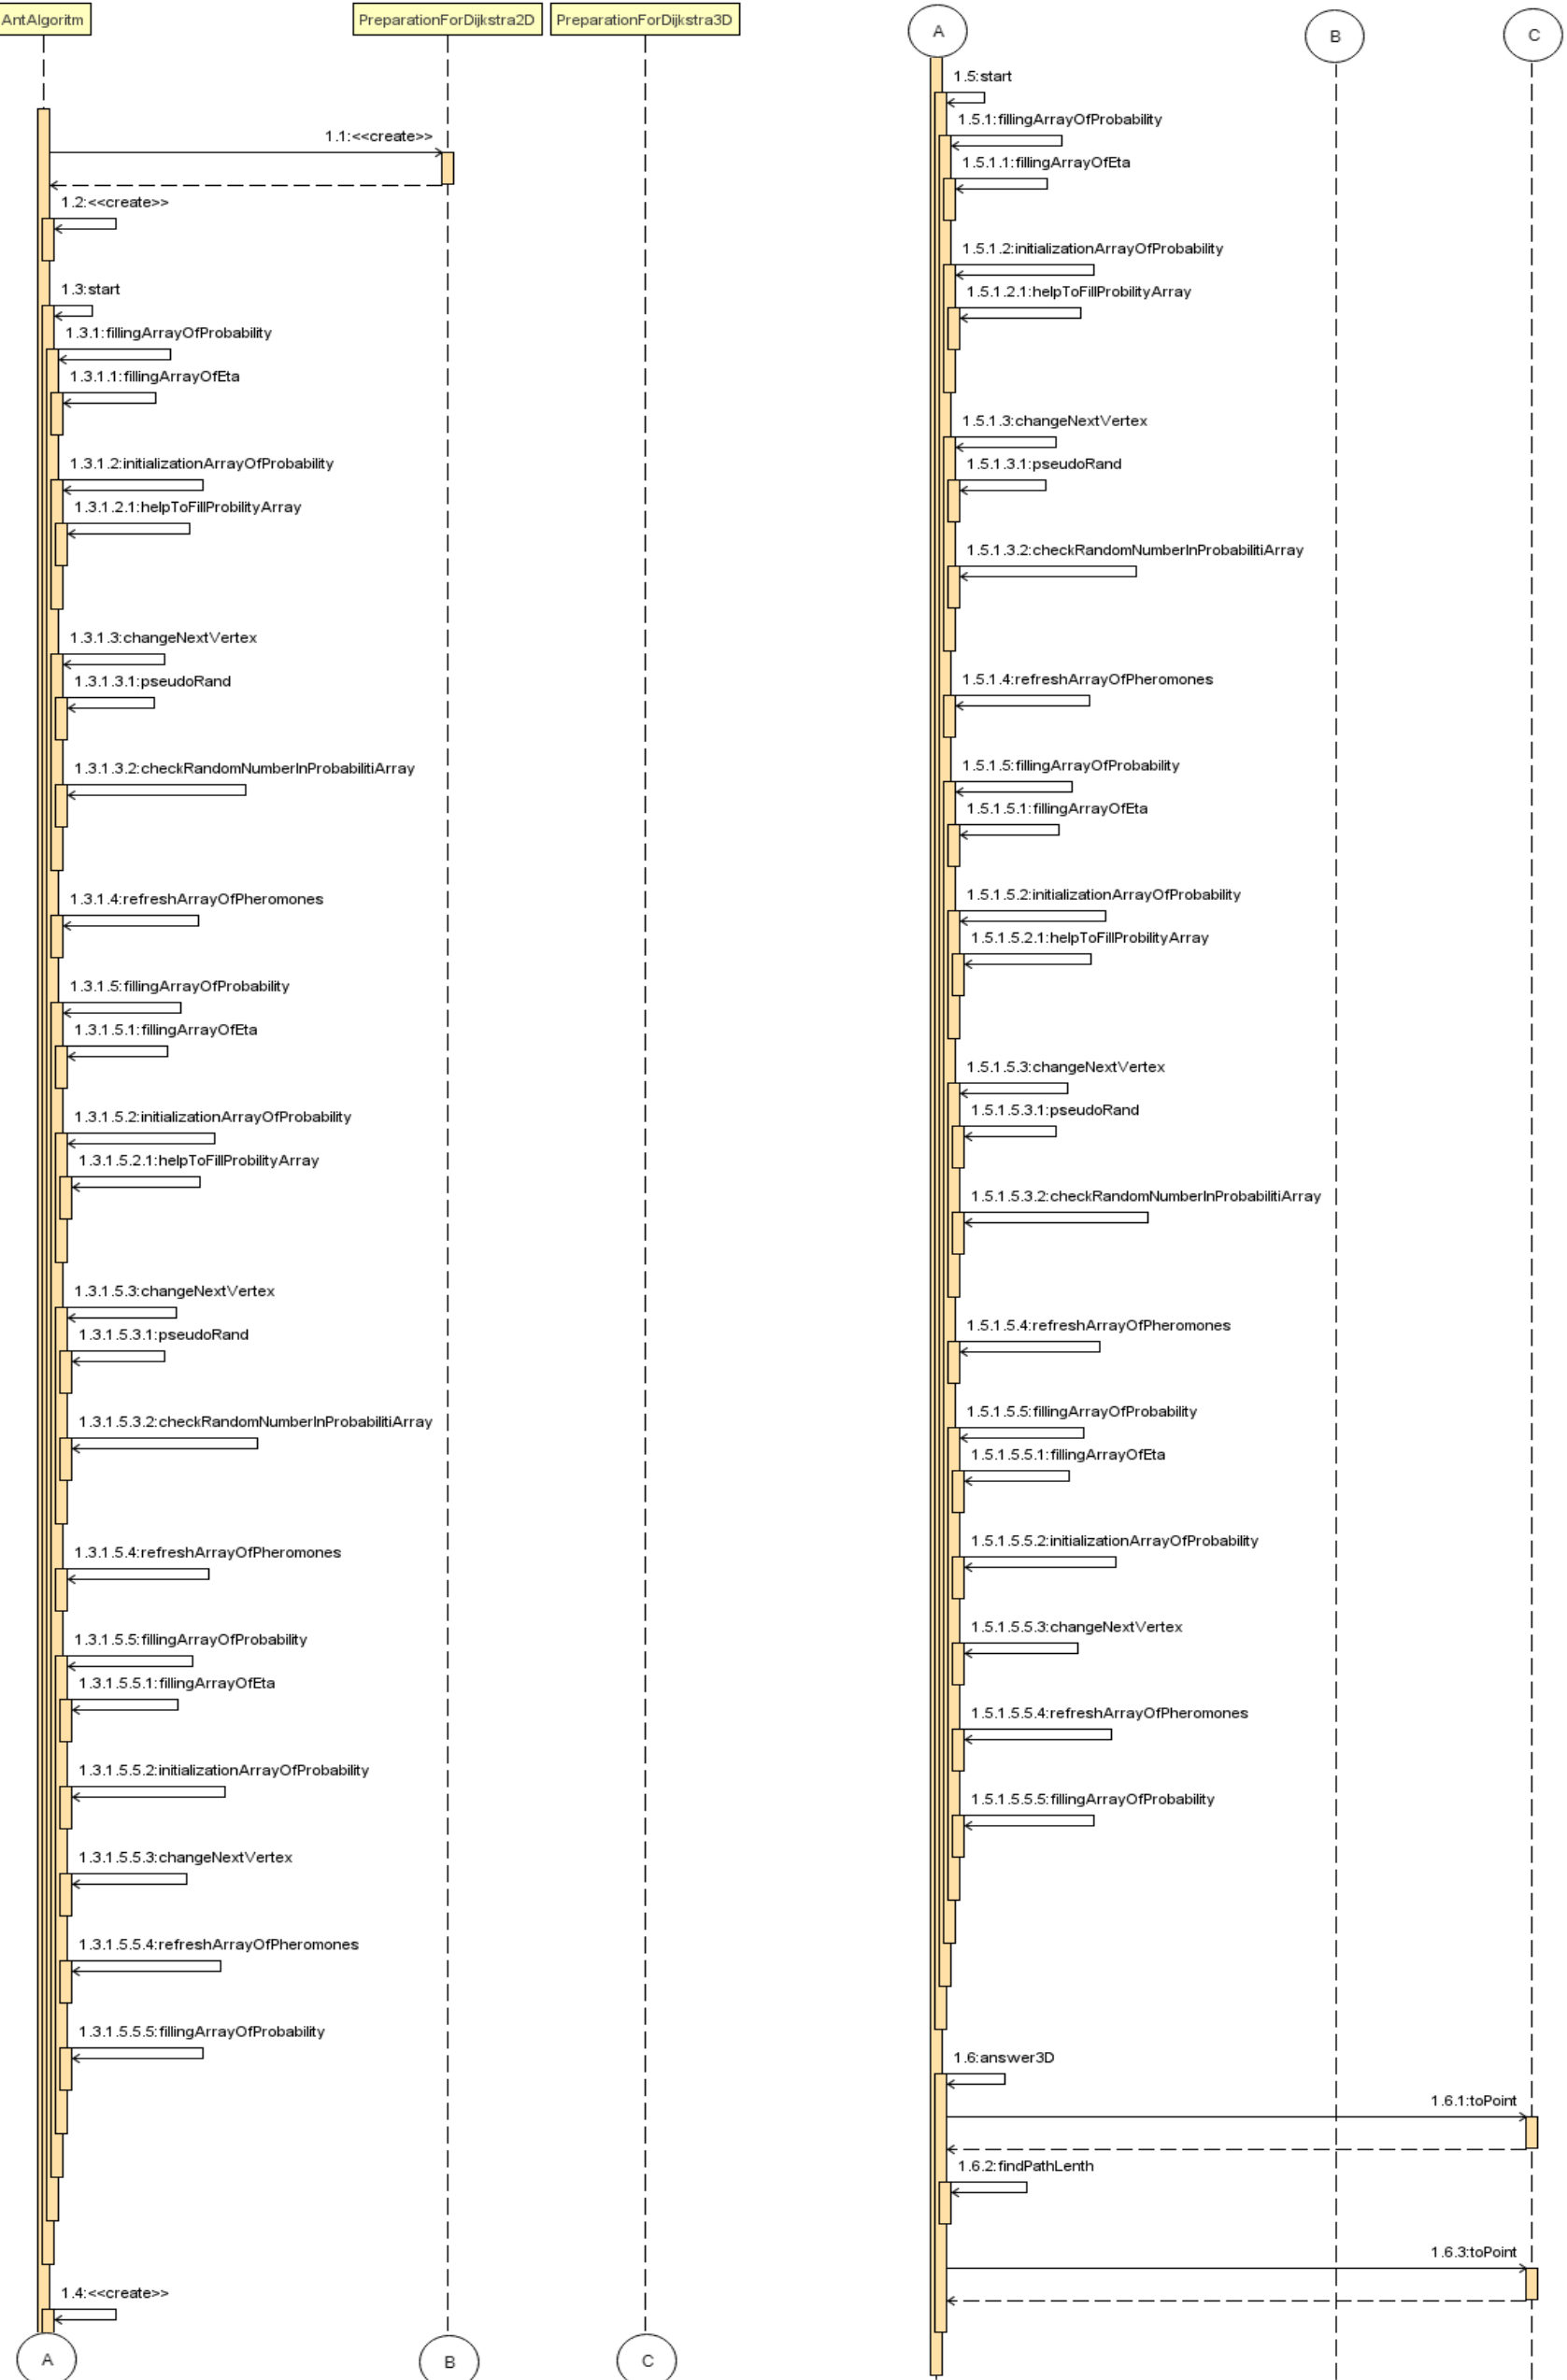 AntAlgoritm
PreparationForDijkstra2D
PreparationForDijkstra3D
1.1:<<create>>
1.2:<<create>>
1.3:start
1.3.1:fillingArrayOfProbability
1.3.1.1:fillingArrayOfEta
1.3.1.2:initializationArrayOfProbability
1.3.1.2.1:helpToFillProbilityArray
1.3.1.3:changeNextVertex
1.3.1.3.1:pseudoRand
1.3.1.3.2:checkRandomNumberInProbabilitiArray
1.3.1.4:refreshArrayOfPheromones
1.3.1.5:fillingArrayOfProbability
1.3.1.5.1:fillingArrayOfEta
1.3.1.5.2:initializationArrayOfProbability
1.3.1.5.2.1:helpToFillProbilityArray
1.3.1.5.3:changeNextVertex
1.3.1.5.3.1:pseudoRand
1.3.1.5.3.2:checkRandomNumberInProbabilitiArray
1.3.1.5.4:refreshArrayOfPheromones
1.3.1.5.5:fillingArrayOfProbability
1.3.1.5.5.1:fillingArrayOfEta
1.3.1.5.5.2:initializationArrayOfProbability
1.3.1.5.5.3:changeNextVertex
1.3.1.5.5.4:refreshArrayOfPheromones
1.3.1.5.5.5:fillingArrayOfProbability
1.4:<<create>>
A
B
C
A
B
C
1.5:start
1.5.1:fillingArrayOfProbability
1.5.1.1:fillingArrayOfEta
1.5.1.2:initializationArrayOfProbability
1.5.1.2.1:helpToFillProbilityArray
1.5.1.3:changeNextVertex
1.5.1.3.1:pseudoRand
1.5.1.3.2:checkRandomNumberInProbabilitiArray
1.5.1.4:refreshArrayOfPheromones
1.5.1.5:fillingArrayOfProbability
1.5.1.5.1:fillingArrayOfEta
1.5.1.5.2:initializationArrayOfProbability
1.5.1.5.2.1:helpToFillProbilityArray
1.5.1.5.3:changeNextVertex
1.5.1.5.3.1:pseudoRand
1.5.1.5.3.2:checkRandomNumberInProbabilitiArray
1.5.1.5.4:refreshArrayOfPheromones
1.5.1.5.5:fillingArrayOfProbability
1.5.1.5.5.1:fillingArrayOfEta
1.5.1.5.5.2:initializationArrayOfProbability
1.5.1.5.5.3:changeNextVertex
1.5.1.5.5.4:refreshArrayOfPheromones
1.5.1.5.5.5:fillingArrayOfProbability
1.6:answer3D
1.6.1:toPoint
1.6.2:findPathLenth
1.6.3:toPoint